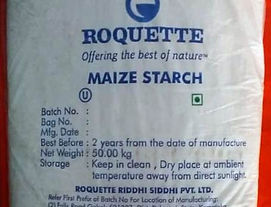 ROQUETTE
Offering the best of nature™
MAIZE STARCH
U
Batch No. :
Bag No. :
Mfg. Date :
Best Before : 2 years from the date of manufacture
Net Weight : 50.00 kg
Storage : Keep in clean , Dry place at ambient
temperature away from direct sunlight.
ROQUETTE RIDDHI SIDDHI PVT. LTD.
Refer First Prefix of Batch No For Location of Manufacturing: